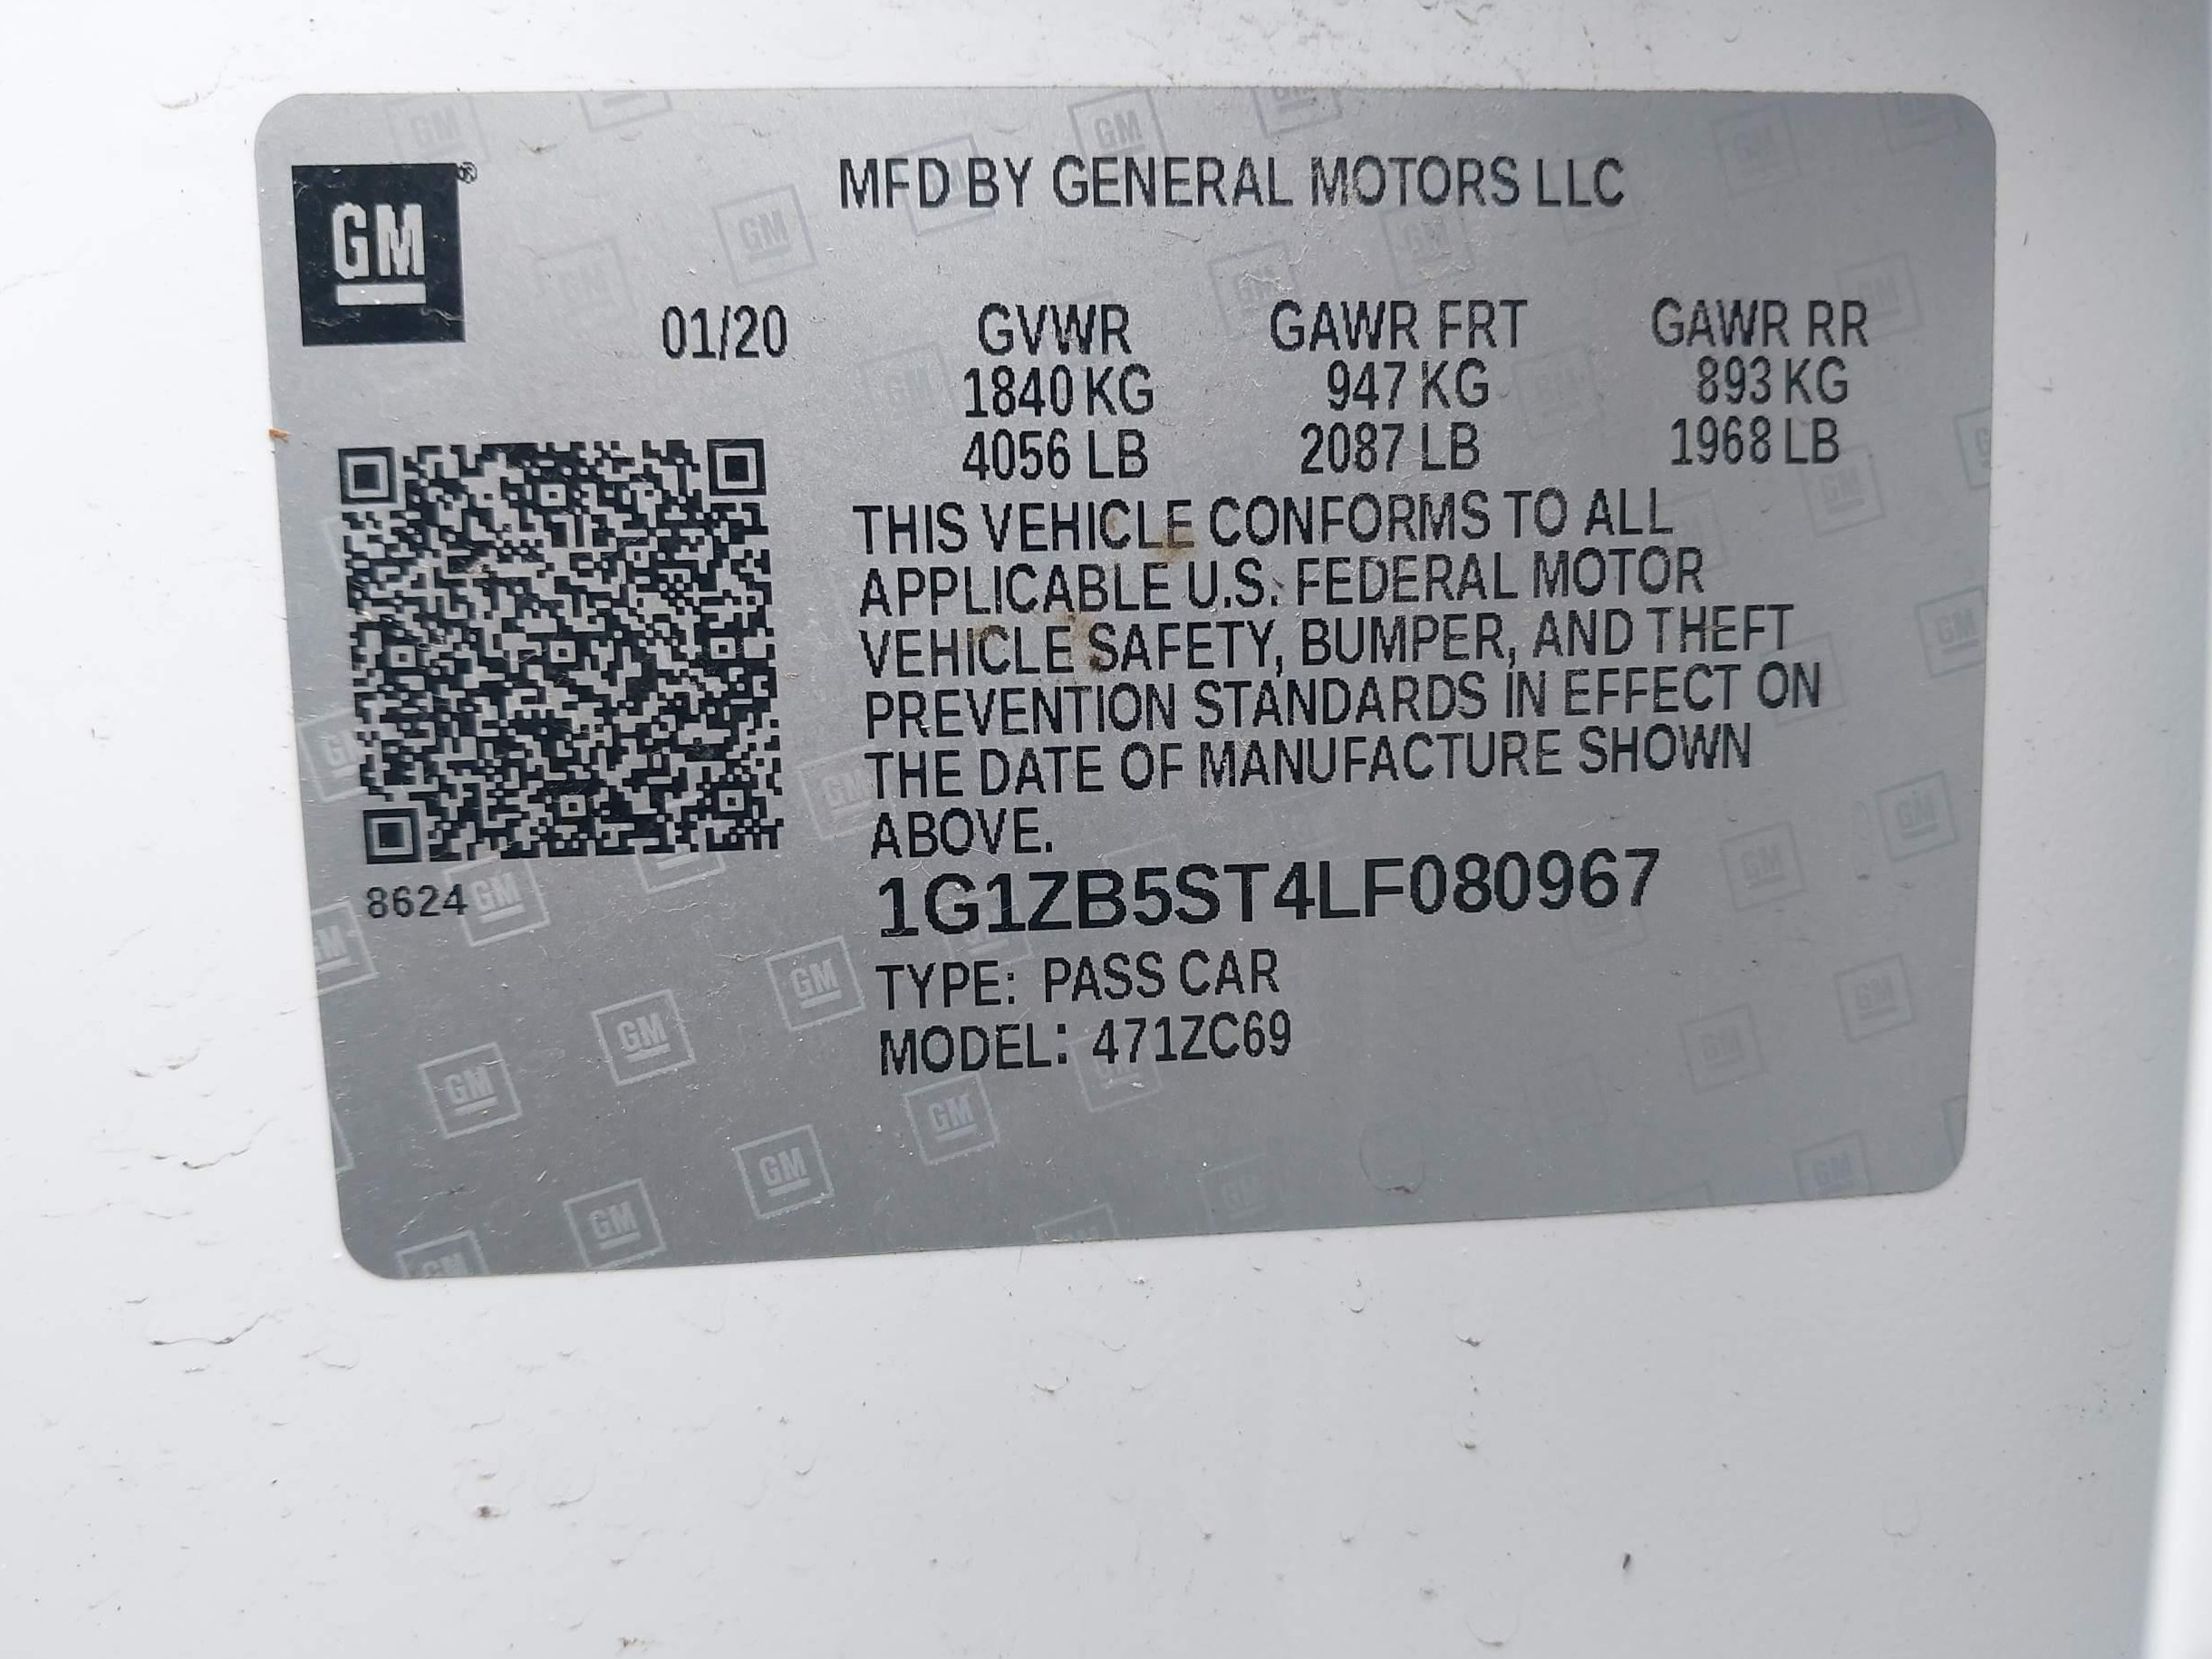 GM®
MFD BY GENERAL MOTORS LLC
01/20 GVWR GAWR FRT GAWR RR
1840 KG 947 KG 893 KG
4056 LB 2087 LB 1968 LB
THIS VEHICLE CONFORMS TO ALL
APPLICABLE U.S. FEDERAL MOTOR
VEHICLE SAFETY, BUMPER, AND THEFT
PREVENTION STANDARDS IN EFFECT ON
THE DATE OF MANUFACTURE SHOWN
ABOVE.
8624
1G1ZB5ST4LF080967
TYPE: PASS CAR
MODEL: 471ZC69